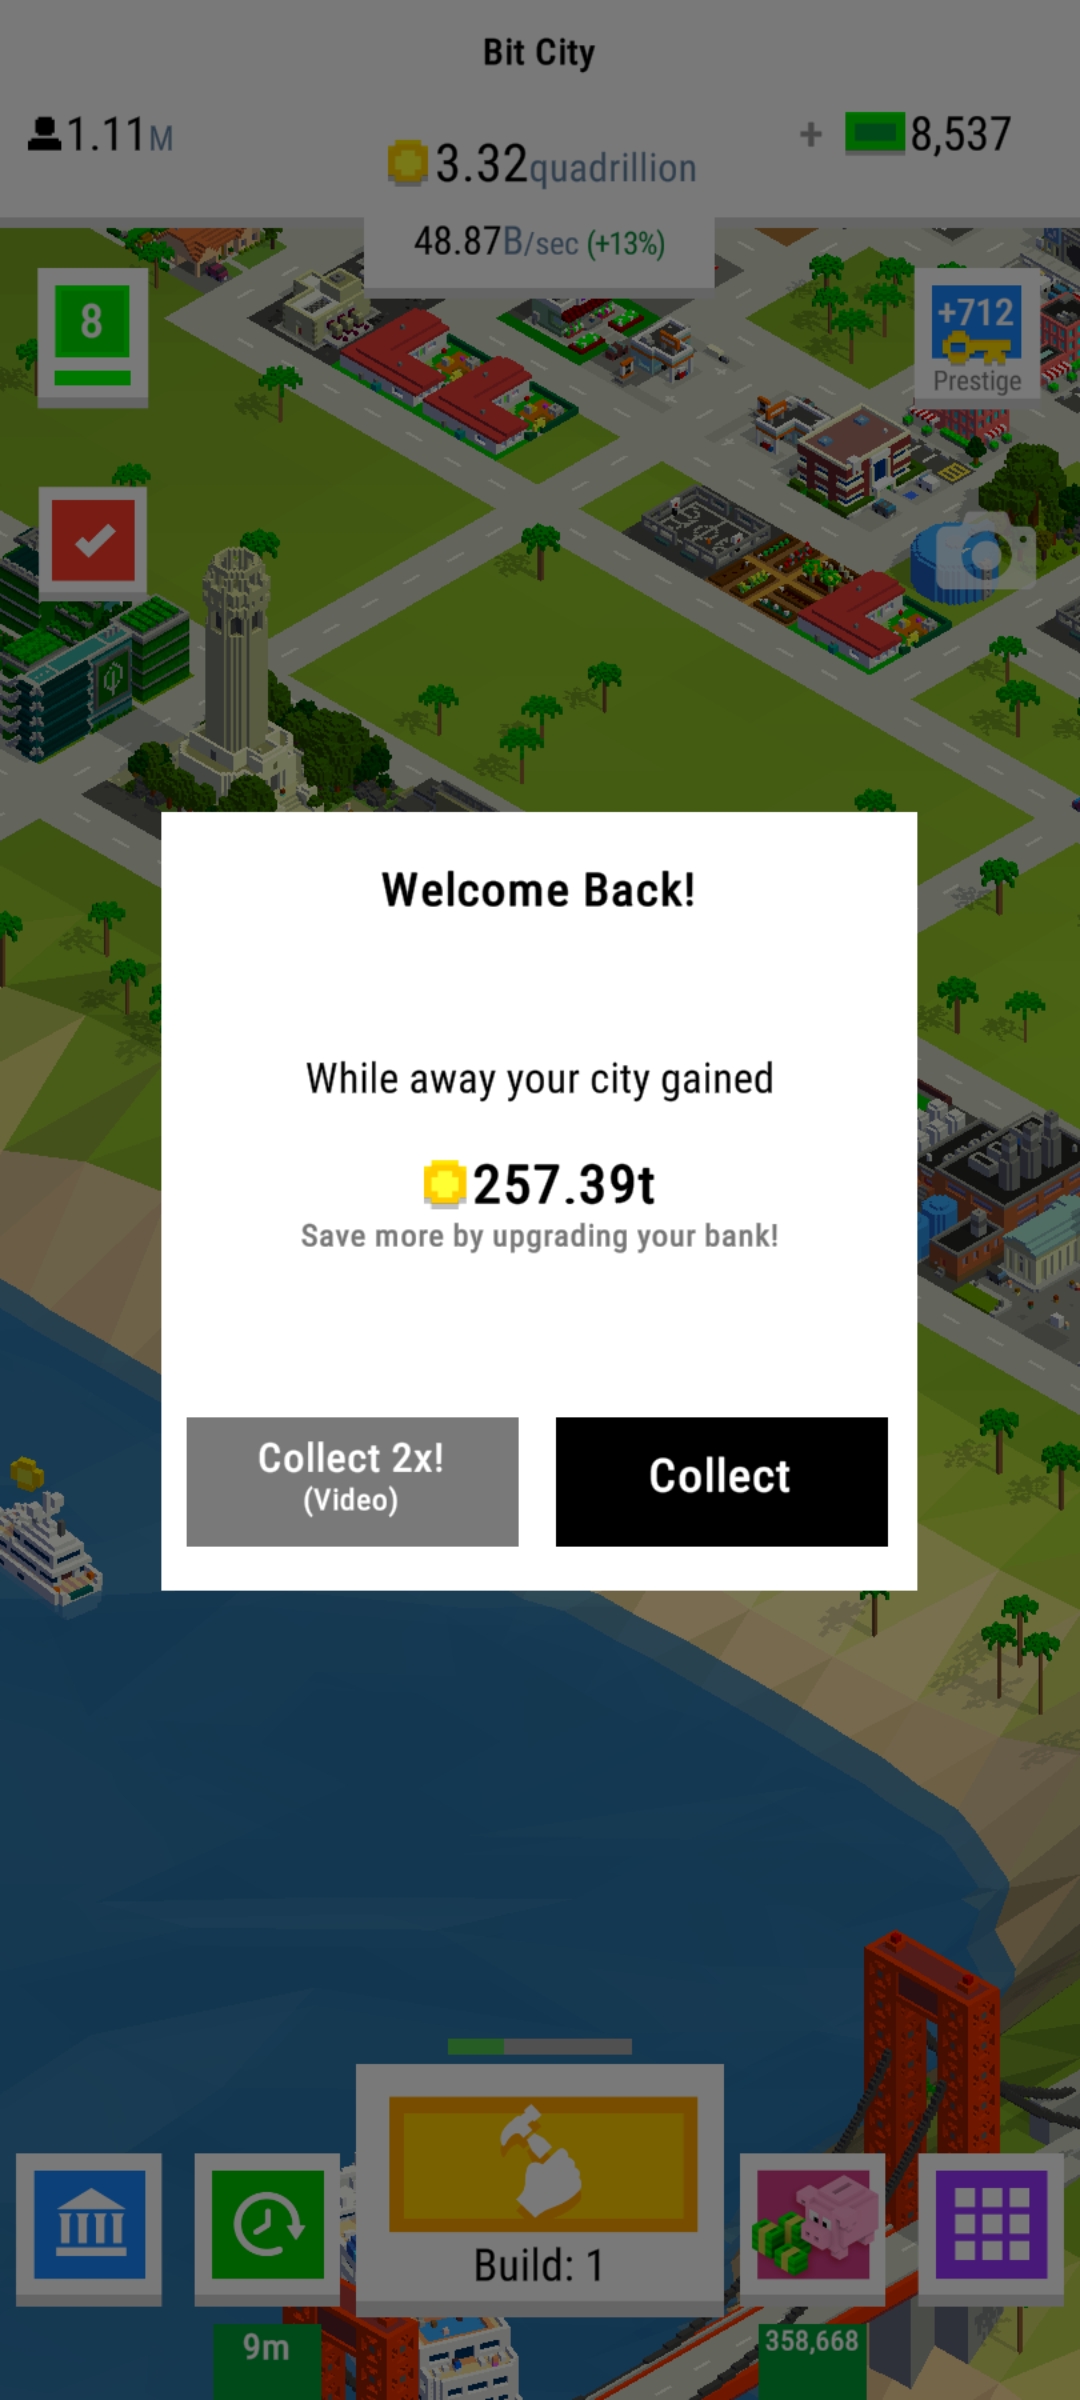 Bit City
1.11M
3.32quadrillion
+ 8,537
48.87B/sec (+13%)
8
+712
Prestige
Welcome Back!
While away your city gained
257.39t
Save more by upgrading your bank!
Collect 2x!
(Video)
Collect
Build: 1
9m
358,668